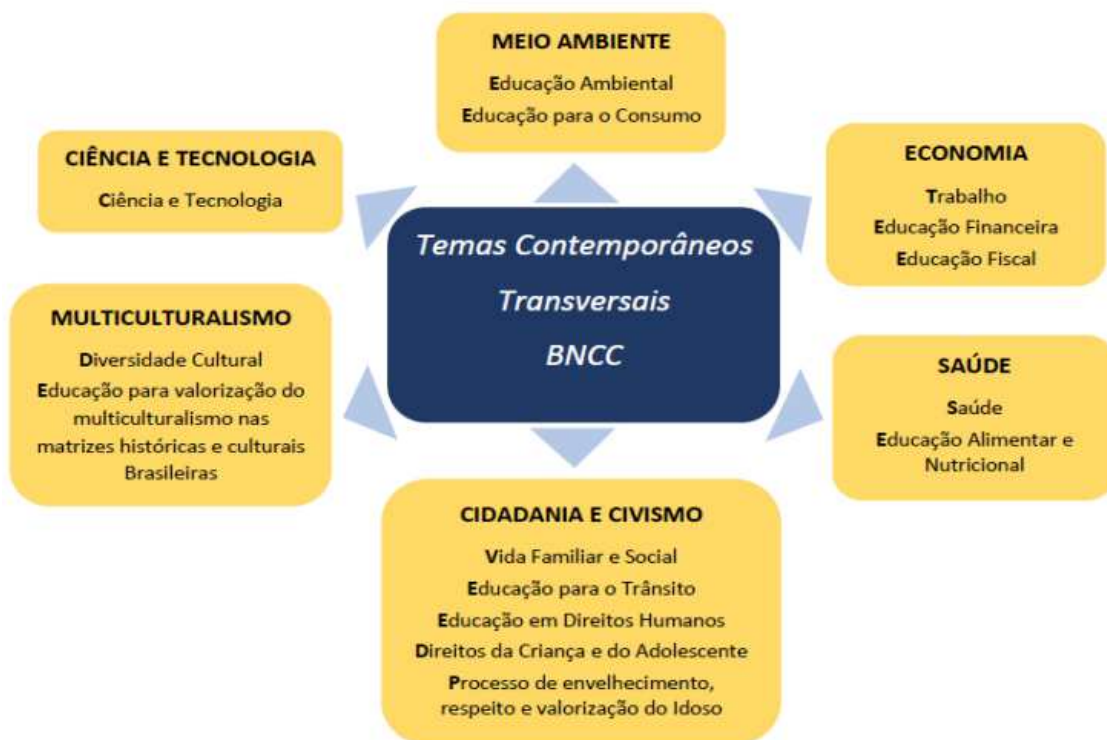 MEIO AMBIENTE
Educação Ambiental
Educação para o Consumo
CIÊNCIA E TECNOLOGIA
Ciência e Tecnologia
ECONOMIA
Trabalho
Educação Financeira
Educação Fiscal
Temas Contemporâneos
Transversais
BNCC
MULTICULTURALISMO
Diversidade Cultural
Educação para valorização do
multiculturalismo nas
matrizes históricas e culturais
Brasileiras
SAÚDE
Saúde
Educação Alimentar e
Nutricional
CIDADANIA E CIVISMO
Vida Familiar e Social
Educação para o Trânsito
Educação em Direitos Humanos
Direitos da Criança e do Adolescente
Processo de envelhecimento,
respeito e valorização do Idoso